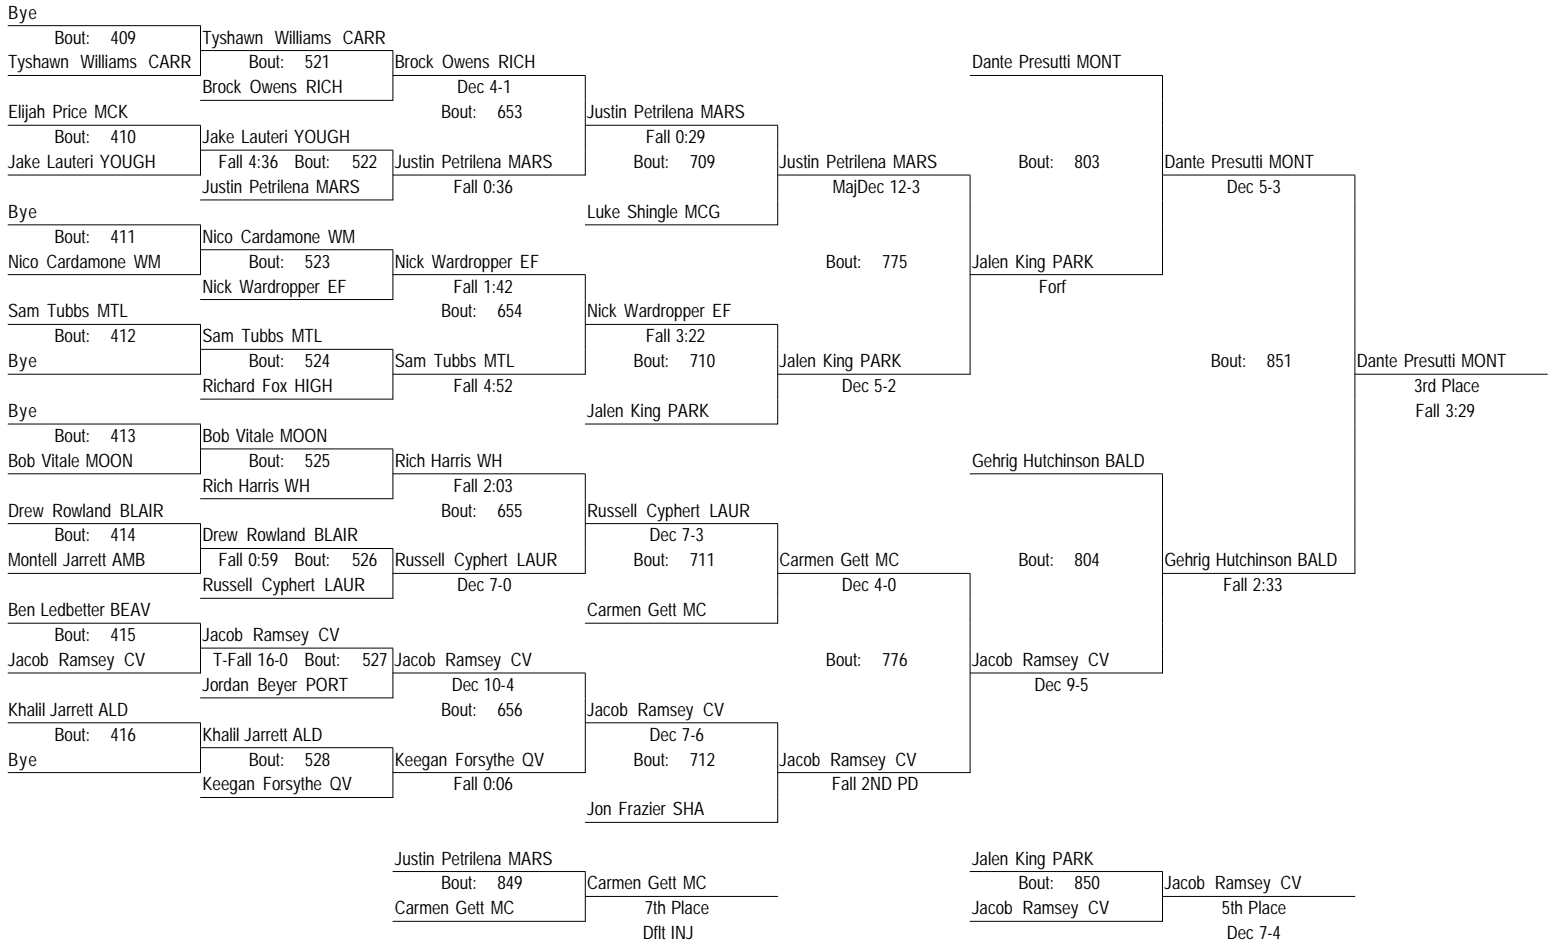 Bye
Bout: 409 Tyshawn Williams CARR
Tyshawn Williams CARR Bout: 521 Brock Owens RICH Dante Presutti MONT
Brock Owens RICH Dec 4-1
Elijah Price MCK Bout: 653 Justin Petrilena MARS
Bout: 410 Jake Lauteri YOUGH Fall 0:29
Jake Lauteri YOUGH Fall 4:36 Bout: 522 Justin Petrilena MARS Bout: 709 Justin Petrilena MARS Bout: 803 Dante Presutti MONT
Justin Petrilena MARS Fall 0:36 MajDec 12-3 Dec 5-3
Bye Luke Shingle MCG
Bout: 411 Nico Cardamone WM
Nico Cardamone WM Bout: 523 Nick Wardropper EF Bout: 775 Jalen King PARK
Nick Wardropper EF Fall 1:42 Forf
Sam Tubbs MTL Bout: 654 Nick Wardropper EF
Bout: 412 Sam Tubbs MTL Fall 3:22
Bye Bout: 524 Sam Tubbs MTL Bout: 710 Jalen King PARK Bout: 851 Dante Presutti MONT
Richard Fox HIGH Fall 4:52 Dec 5-2 3rd Place
Bye Jalen King PARK Fall 3:29
Bout: 413 Bob Vitale MOON
Bob Vitale MOON Bout: 525 Rich Harris WH Gehrig Hutchinson BALD
Rich Harris WH Fall 2:03
Drew Rowland BLAIR Bout: 655 Russell Cyphert LAUR
Bout: 414 Drew Rowland BLAIR Dec 7-3
Montell Jarrett AMB Fall 0:59 Bout: 526 Russell Cyphert LAUR Bout: 711 Carmen Gett MC Bout: 804 Gehrig Hutchinson BALD
Russell Cyphert LAUR Dec 7-0 Dec 4-0 Fall 2:33
Ben Ledbetter BEAV Carmen Gett MC
Bout: 415 Jacob Ramsey CV
Jacob Ramsey CV T-Fall 16-0 Bout: 527 Jacob Ramsey CV Bout: 776 Jacob Ramsey CV
Jordan Beyer PORT Dec 10-4 Dec 9-5
Khalil Jarrett ALD Bout: 656 Jacob Ramsey CV
Bout: 416 Khalil Jarrett ALD Dec 7-6
Bye Bout: 528 Keegan Forsythe QV Bout: 712 Jacob Ramsey CV
Keegan Forsythe QV Fall 0:06 Fall 2ND PD
Jon Frazier SHA
Justin Petrilena MARS Jalen King PARK
Bout: 849 Carmen Gett MC Bout: 850 Jacob Ramsey CV
Carmen Gett MC 7th Place Jacob Ramsey CV 5th Place
Dflt INJ Dec 7-4